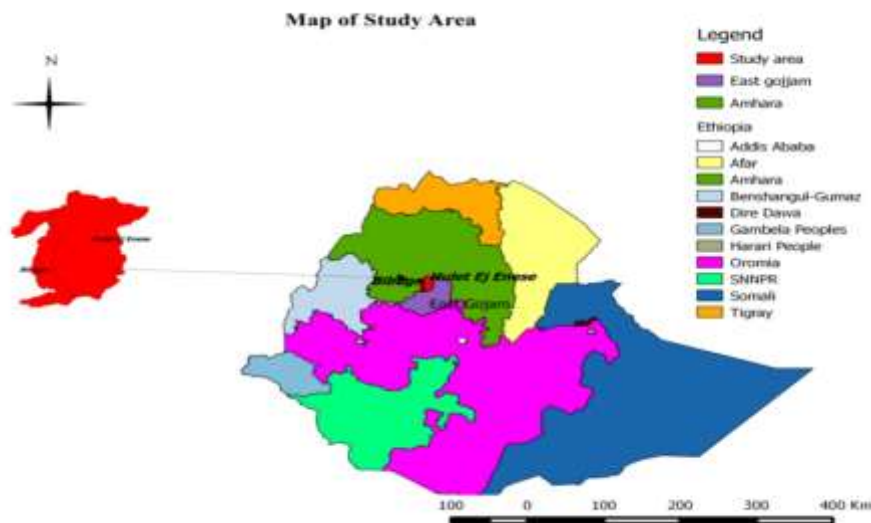 Map of Study Area
N
Legend
Study area
East gojjam
Amhara
Ethiopia
Addis Ababa
Afar
Amhara
Benshangul-Gumaz
Dire Dawa
Gambela Peoples
Harari People
Oromia
SNNPR
Somali
Tigray
Hulet Ej Enese
East Gojjam
100 0 100 200 300 400 Km